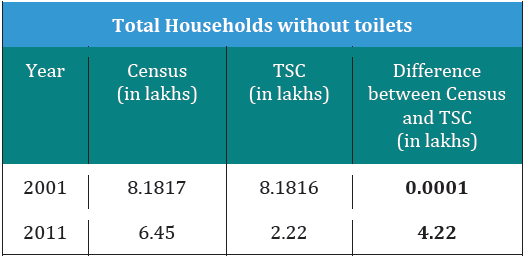 Total Households without toilets
Year Census TSC Difference
(in lakhs) (in lakhs) between Census
and TSC
(in lakhs)
2001 8.1817 8.1816 0.0001
2011 6.45 2.22 4.22